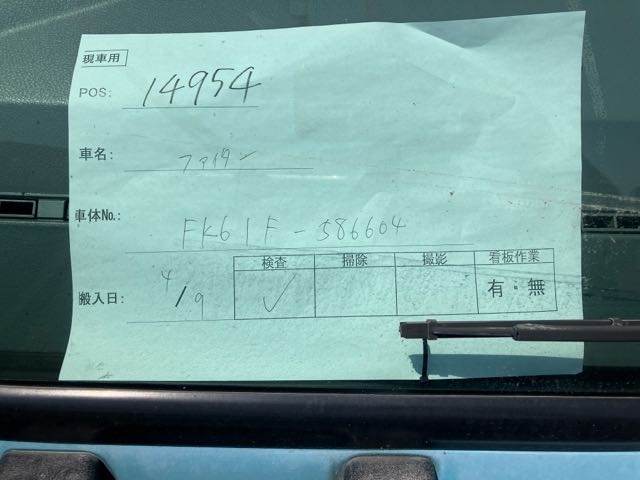 現車用
POS: 14954
車名: ファイター
車体No.: FK61F-586604
検査 掃除 撮影 看板作業
搬入日: 4/9 ✓ 有・無